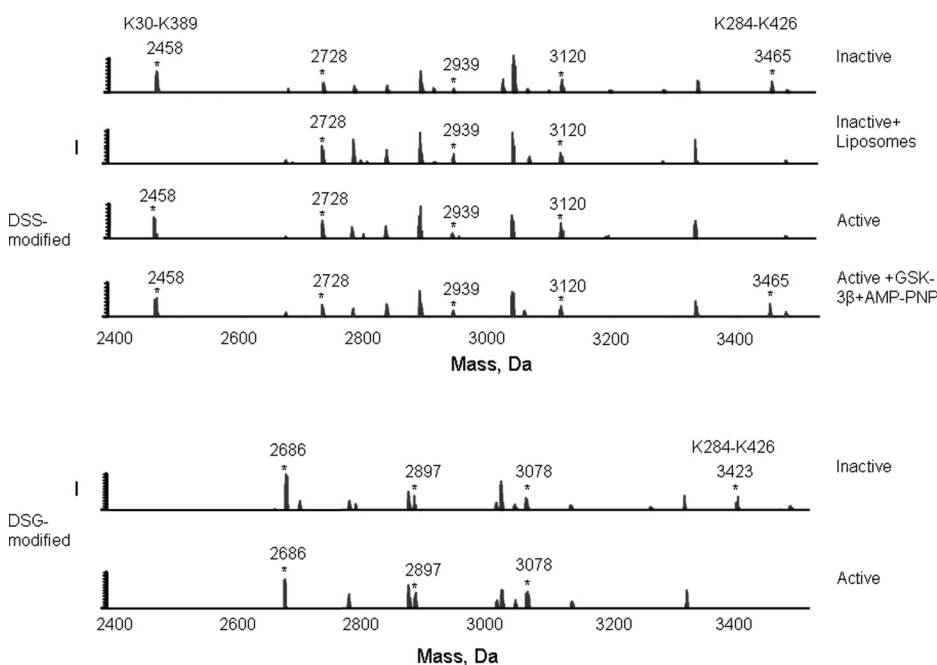 K30-K389 K284-K426
2458 2728 2939 3120 3465 Inactive
* * * * *
2728 2939 3120 Inactive+
Liposomes
* * *
I
2458 2728 2939 3120 Active
* * * *
DSS-
modified
2458 2728 2939 3120 3465 Active +GSK-
3β+AMP-PNP
* * * * *
2400 2600 2800 3000 3200 3400
Mass, Da
K284-K426
2686 2897 3078 3423 Inactive
* * * *
I
DSG-
modified
2686 2897 3078 Active
* * *
2400 2600 2800 3000 3200 3400
Mass, Da